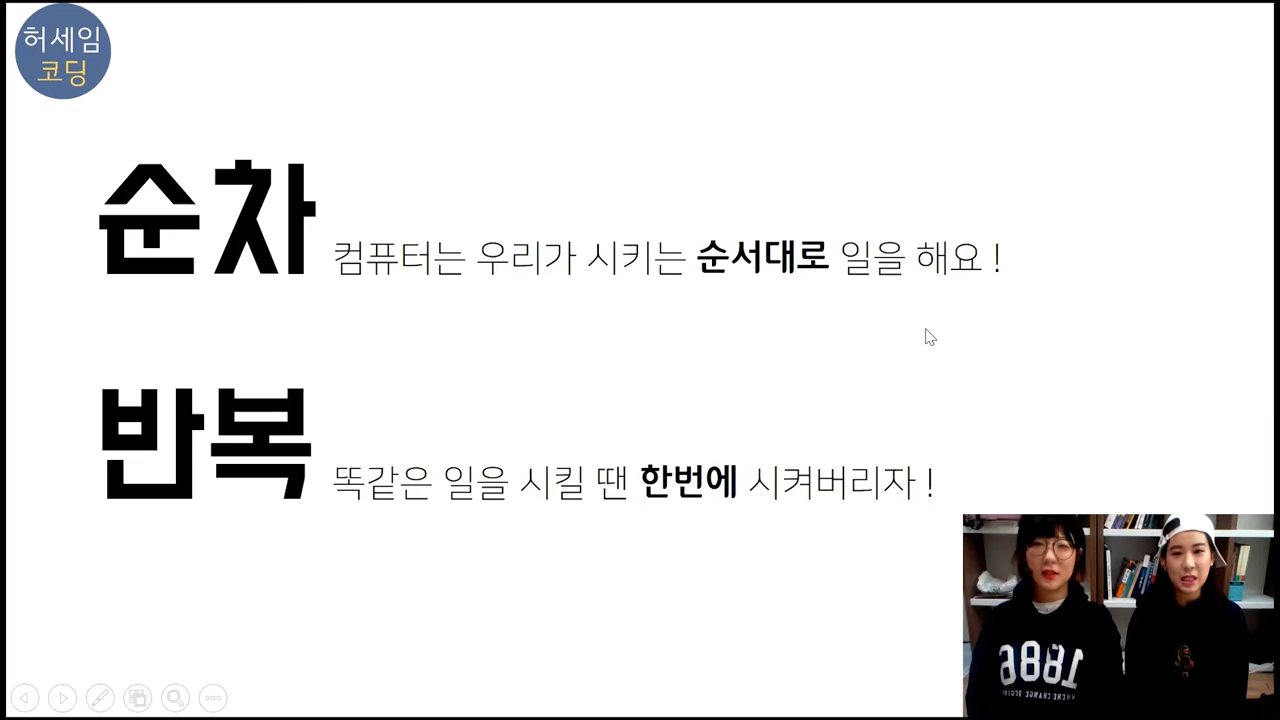 허세임
코딩
순차 컴퓨터는 우리가 시키는 순서대로 일을 해요 !
반복 똑같은 일을 시킬 땐 한번에 시켜버리자 !
1886